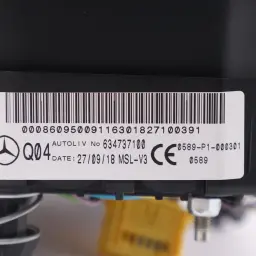 00086095009116301827100391
Q04 AUTOLIV No 634737100
DATE: 27/09/18 MSL-V3
CE 0589-P1-000301
0589